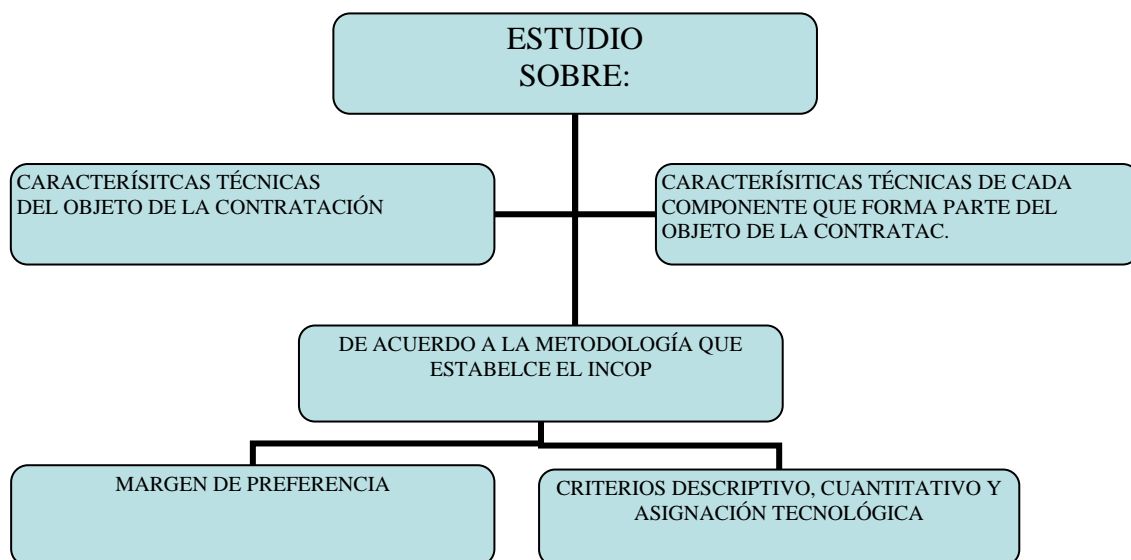 ESTUDIO
SOBRE:
CARACTERÍSITCAS TÉCNICAS
DEL OBJETO DE LA CONTRATACIÓN
CARACTERÍSITICAS TÉCNICAS DE CADA
COMPONENTE QUE FORMA PARTE DEL
OBJETO DE LA CONTRATAC.
DE ACUERDO A LA METODOLOGÍA QUE
ESTABELCE EL INCOP
MARGEN DE PREFERENCIA
CRITERIOS DESCRIPTIVO, CUANTITATIVO Y
ASIGNACIÓN TECNOLÓGICA